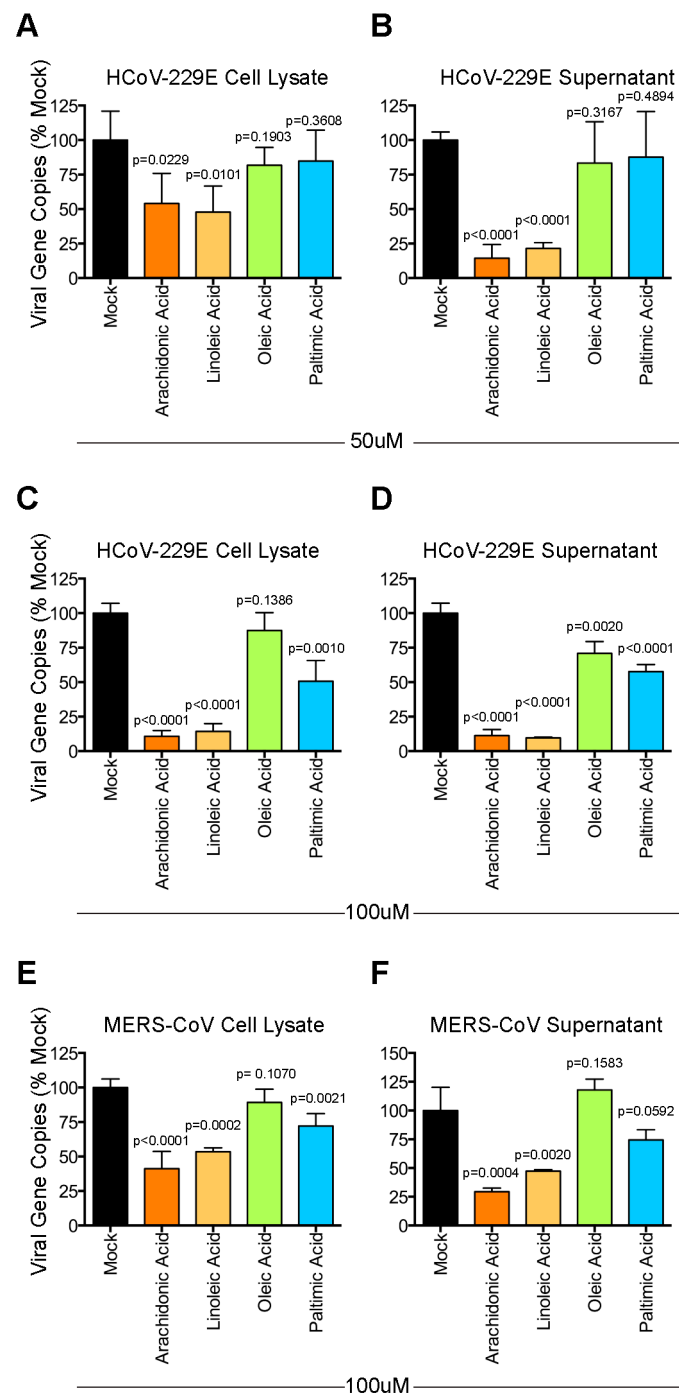 A
B
HCoV-229E Cell Lysate
HCoV-229E Supernatant
Viral Gene Copies (% Mock)
125
100
75
50
25
0
p=0.0229
p=0.0101
p=0.1903
p=0.3608
Mock
Arachidonic Acid
Linoleic Acid
Oleic Acid
Paltimic Acid
125
100
75
50
25
0
p<0.0001
p<0.0001
p=0.3167
p=0.4894
Mock
Arachidonic Acid
Linoleic Acid
Oleic Acid
Paltimic Acid
50uM
C
D
HCoV-229E Cell Lysate
HCoV-229E Supernatant
Viral Gene Copies (% Mock)
125
100
75
50
25
0
p<0.0001
p<0.0001
p=0.1386
p=0.0010
Mock
Arachidonic Acid
Linoleic Acid
Oleic Acid
Paltimic Acid
125
100
75
50
25
0
p<0.0001
p<0.0001
p=0.0020
p<0.0001
Mock
Arachidonic Acid
Linoleic Acid
Oleic Acid
Paltimic Acid
100uM
E
F
MERS-CoV Cell Lysate
MERS-CoV Supernatant
Viral Gene Copies (% Mock)
125
100
75
50
25
0
p<0.0001
p=0.0002
p= 0.1070
p=0.0021
Mock
Arachidonic Acid
Linoleic Acid
Oleic Acid
Paltimic Acid
150
125
100
75
50
25
0
p=0.0004
p=0.0020
p=0.1583
p=0.0592
Mock
Arachidonic Acid
Linoleic Acid
Oleic Acid
Paltimic Acid
100uM